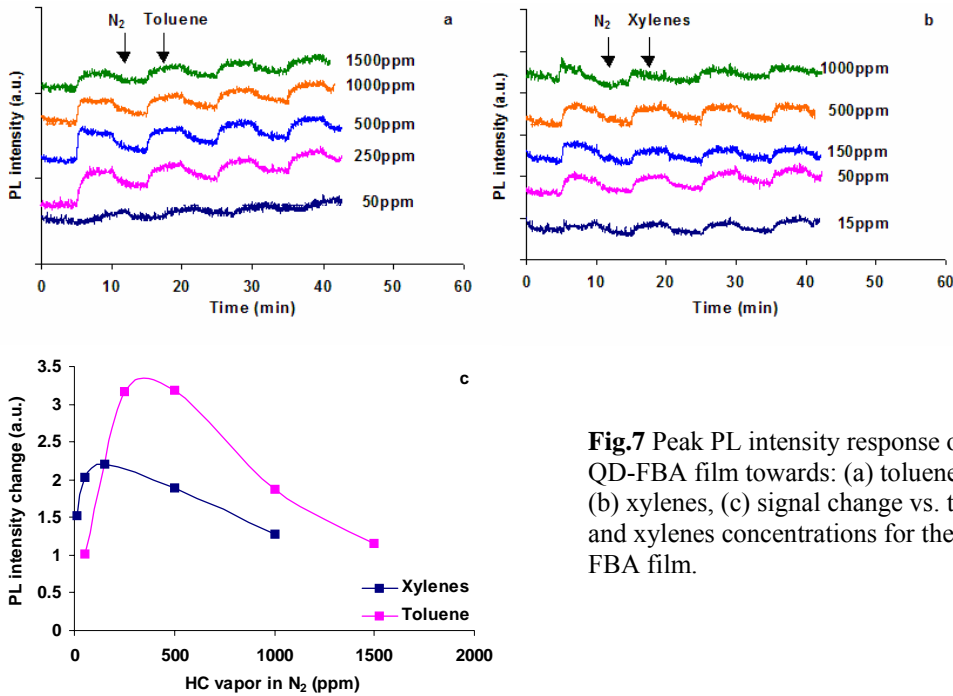 N2 Toluene a
1500ppm
1000ppm
500ppm
250ppm
50ppm
PL intensity (a.u.)
0 10 20 30 40 50 60
Time (min)
N2 Xylenes b
1000ppm
500ppm
150ppm
50ppm
15ppm
PL intensity (a.u.)
0 10 20 30 40 50 60
Time (min)
c
3.5
3
2.5
2
1.5
1
0.5
0
PL intensity change (a.u.)
Xylenes
Toluene
0 500 1000 1500 2000
HC vapor in N2 (ppm)
Fig.7 Peak PL intensity response o
QD-FBA film towards: (a) toluene
(b) xylenes, (c) signal change vs. t
and xylenes concentrations for the
FBA film.